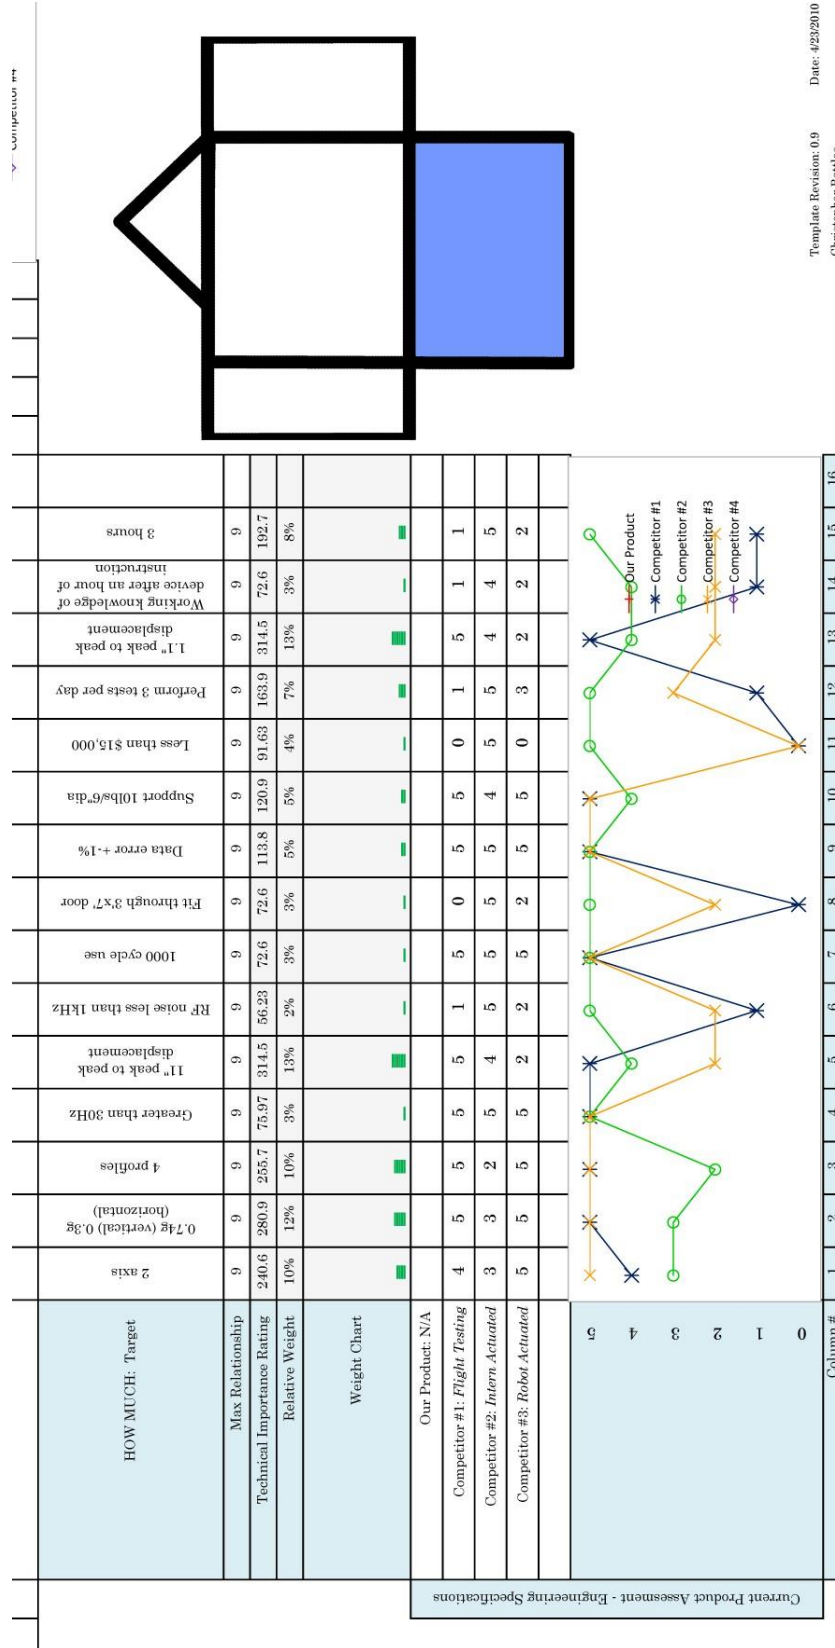 Competitor #4
HOW MUCH: Target
2 axis
0.74g (vertical) 0.3g
(horizontal)
4 profiles
Greater than 30Hz
11" peak to peak
displacement
RF noise less than 1kHz
1000 cycle use
Fit through 3'x7' door
Data error +-1%
Support 10lbs/6"dia
Less than $15,000
Perform 3 tests per day
1.1" peak to peak
displacement
Working knowledge of
device after an hour of
instruction
3 hours
Max Relationship 9 9 9 9 9 9 9 9 9 9 9 9 9 9 9
Technical Importance Rating 240.6 280.9 255.7 75.97 314.5 56.23 72.6 72.6 113.8 120.9 91.63 163.9 314.5 72.6 192.7
Relative Weight 10% 12% 10% 3% 13% 2% 3% 3% 5% 5% 4% 7% 13% 3% 8%
Weight Chart
Current Product Assesment - Engineering Specifications
Our Product: N/A
Competitor #1: Flight Testing 4 5 5 5 5 1 5 0 5 5 0 1 5 1 1
Competitor #2: Intern Actuated 3 3 2 5 4 5 5 5 5 4 5 5 4 4 5
Competitor #3: Robot Actuated 5 5 5 5 2 2 5 2 5 5 0 3 2 2 2
5
4
3
2
1
0
Our Product
Competitor #1
Competitor #2
Competitor #3
Competitor #4
Column # 1 2 3 4 5 6 7 8 9 10 11 12 13 14 15 16
Template Revision: 0.9 Date: 4/23/2010
Christopher Battles